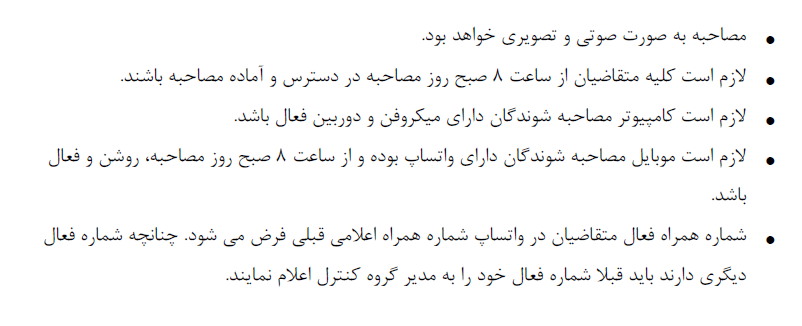 • مصاحبه به صورت صوتی و تصویری خواهد بود.
• لازم است کلیه متقاضیان از ساعت ۸ صبح روز مصاحبه در دسترس و آماده مصاحبه باشند.
• لازم است کامپیوتر مصاحبه شوندگان دارای میکروفن و دوربین فعال باشد.
• لازم است موبایل مصاحبه شوندگان دارای واتساپ بوده و از ساعت ۸ صبح روز مصاحبه، روشن و فعال
باشد.
• شماره همراه فعال متقاضیان در واتساپ شماره همراه اعلامی قبلی فرض می شود. چنانچه شماره فعال
دیگری دارند باید قبلا شماره فعال خود را به مدیر گروه کنترل اعلام نمایند.